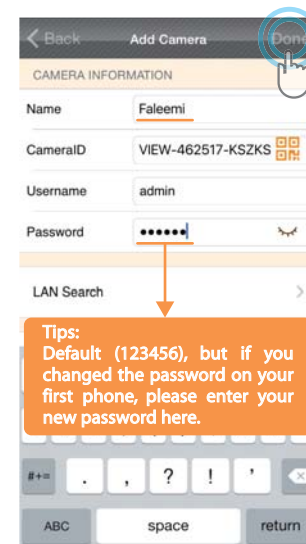 Back Add Camera Done
CAMERA INFORMATION
Name Faleemi
CameraID VIEW-462517-KSZKS
Username admin
Password ••••••
LAN Search
Tips:
Default (123456), but if you
changed the password on your
first phone, please enter your
new password here.
#+= . , ? ! '
ABC space return